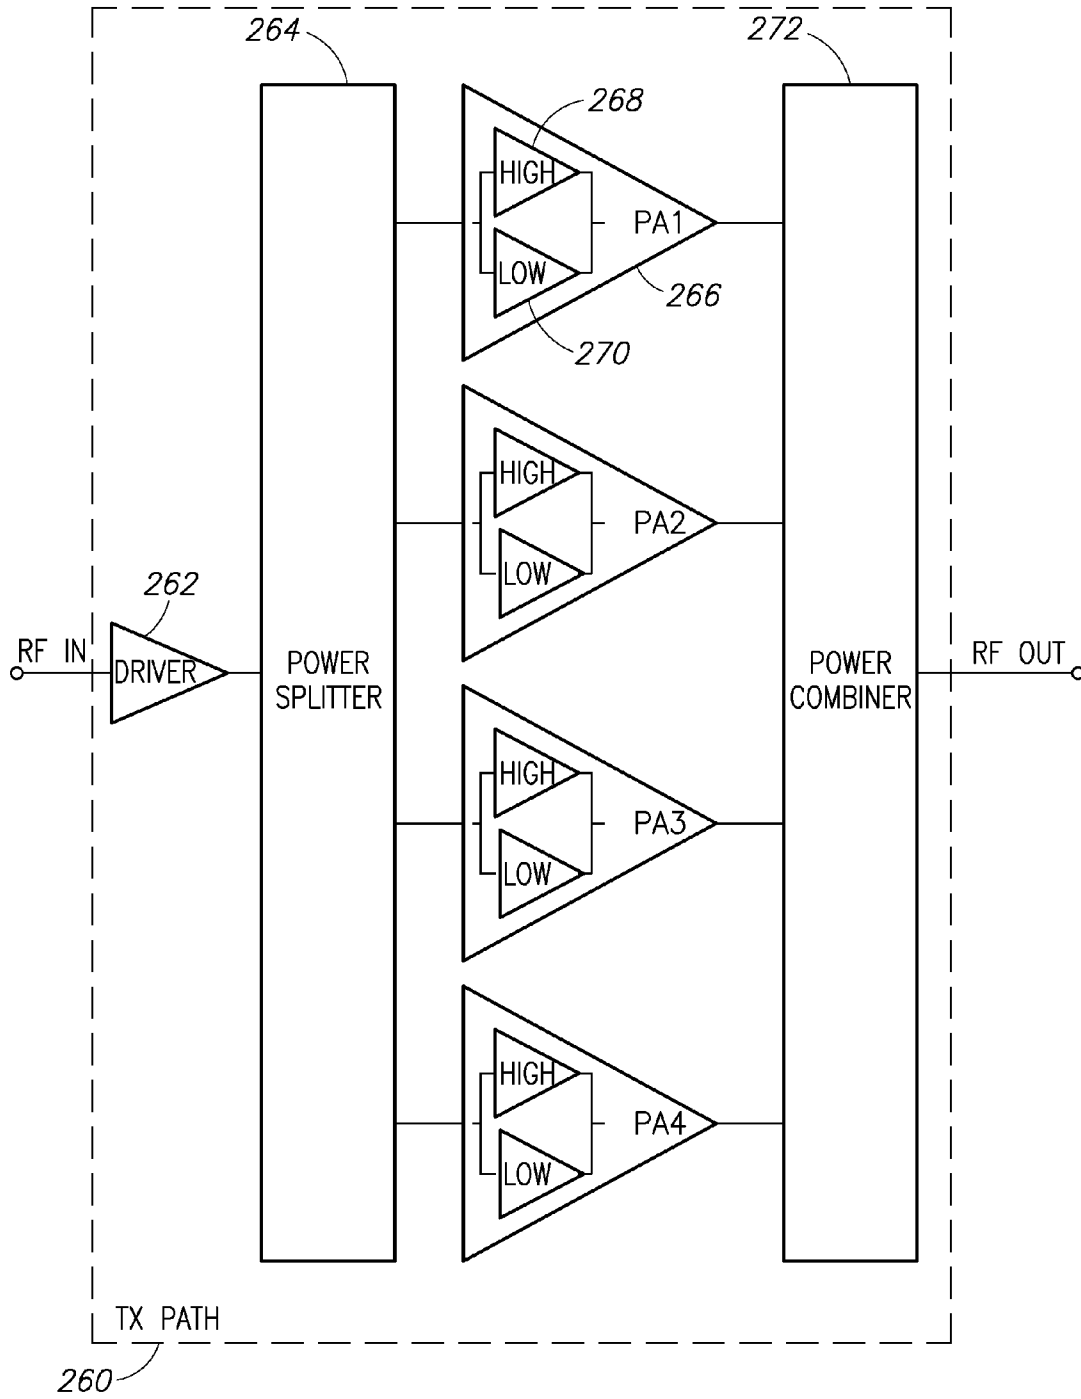 264
272
268
HIGH
PA1
LOW
266
270
HIGH
PA2
LOW
262
RF IN
DRIVER
POWER
SPLITTER
POWER
COMBINER
RF OUT
HIGH
PA3
LOW
HIGH
PA4
LOW
TX PATH
260